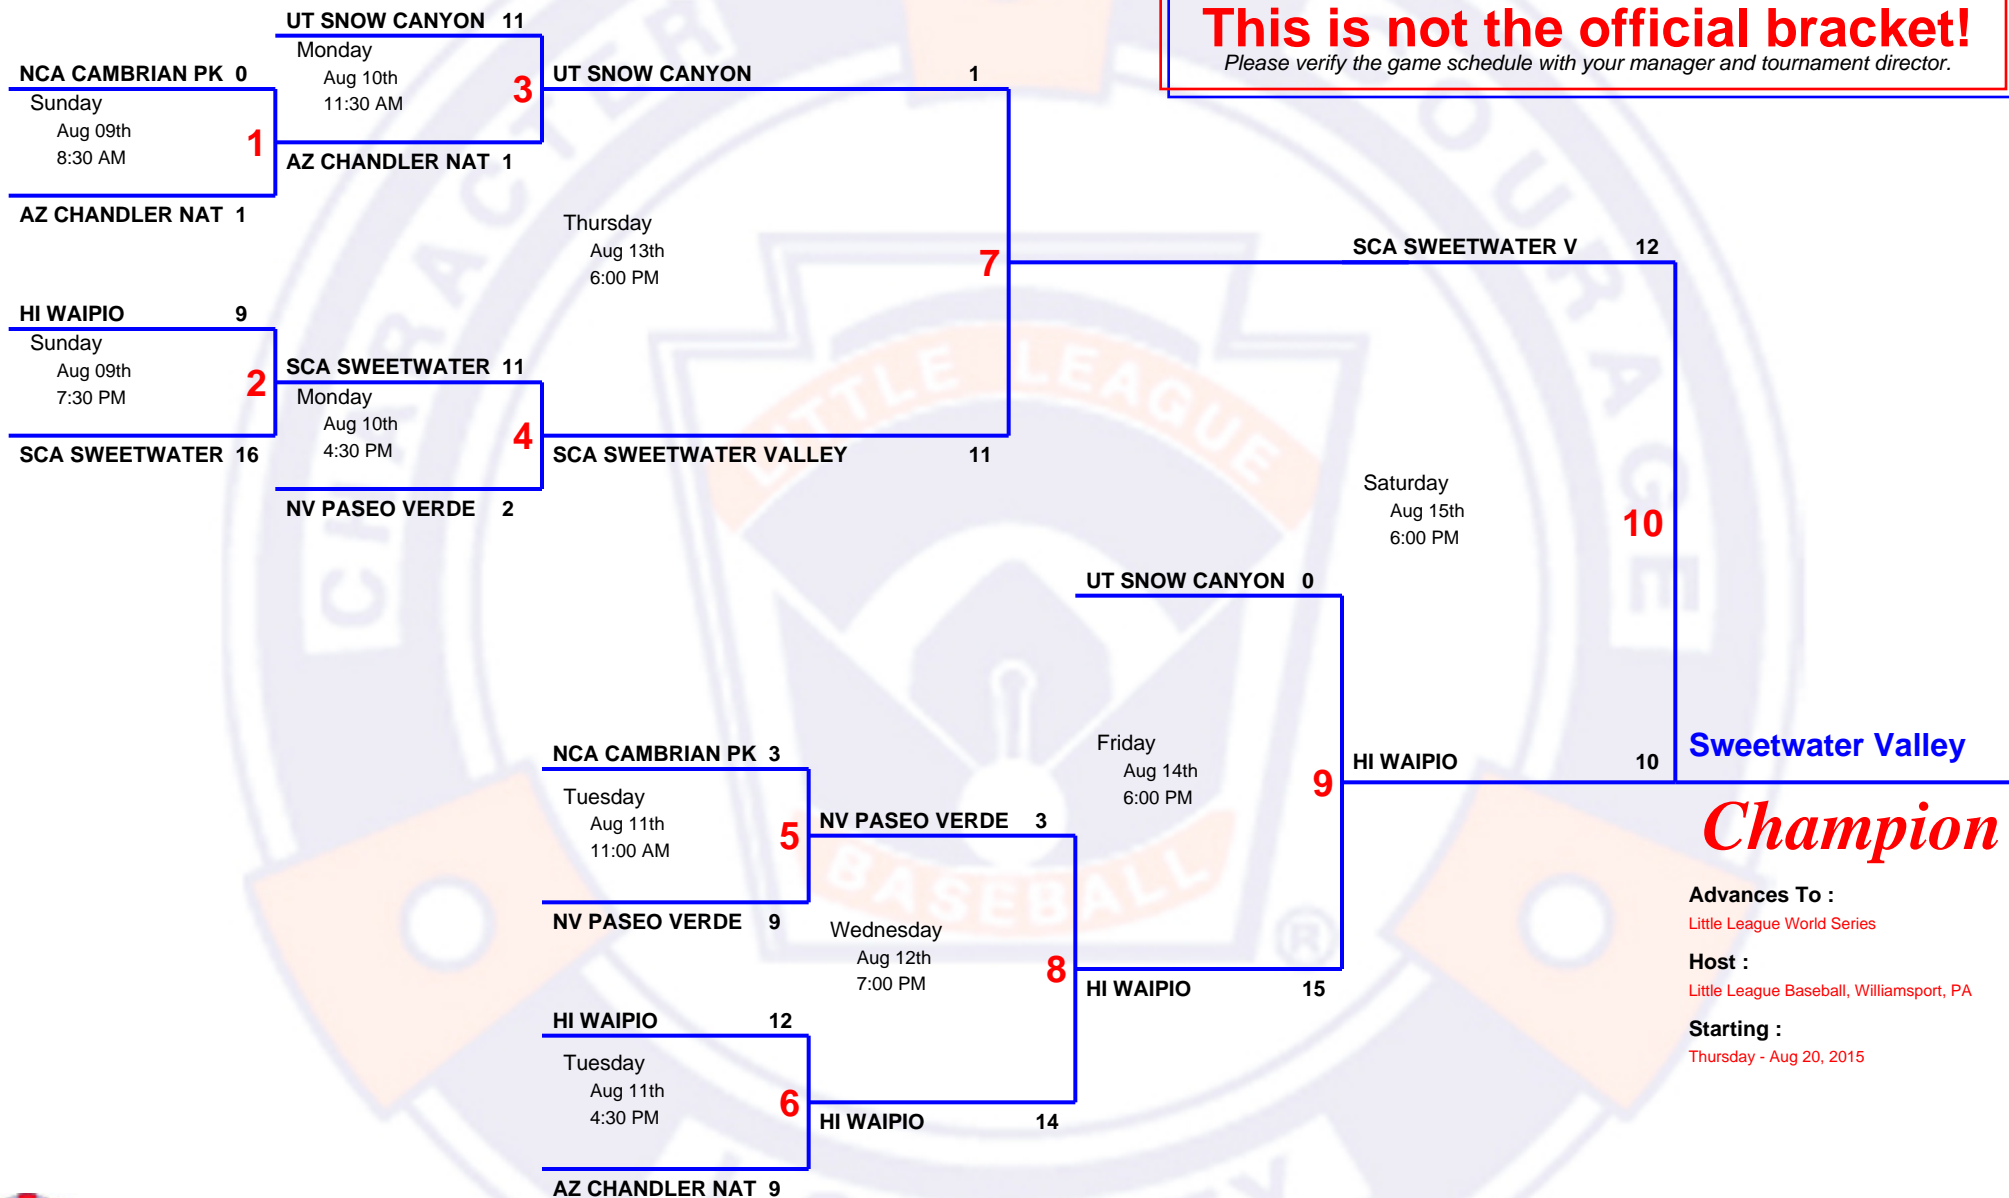 This is not the official bracket!
Please verify the game schedule with your manager and tournament director.
UT SNOW CANYON 11
Monday
Aug 10th
11:30 AM
3
NCA CAMBRIAN PK 0
Sunday
Aug 09th
8:30 AM
1
AZ CHANDLER NAT 1
AZ CHANDLER NAT 1
UT SNOW CANYON 1
Thursday
Aug 13th
6:00 PM
7
HI WAIPIO 9
Sunday
Aug 09th
7:30 PM
2
SCA SWEETWATER 16
SCA SWEETWATER 11
Monday
Aug 10th
4:30 PM
4
NV PASEO VERDE 2
SCA SWEETWATER VALLEY 11
SCA SWEETWATER V 12
Saturday
Aug 15th
6:00 PM
10
UT SNOW CANYON 0
Friday
Aug 14th
6:00 PM
9
HI WAIPIO 10
NCA CAMBRIAN PK 3
Tuesday
Aug 11th
11:00 AM
5
NV PASEO VERDE 9
NV PASEO VERDE 3
Wednesday
Aug 12th
7:00 PM
8
HI WAIPIO 15
HI WAIPIO 12
Tuesday
Aug 11th
4:30 PM
6
HI WAIPIO 14
AZ CHANDLER NAT 9
Sweetwater Valley
Champion
Advances To :
Little League World Series
Host :
Little League Baseball, Williamsport, PA
Starting :
Thursday - Aug 20, 2015
CHARACTER
COURAGE
LITTLE LEAGUE
BASEBALL
®